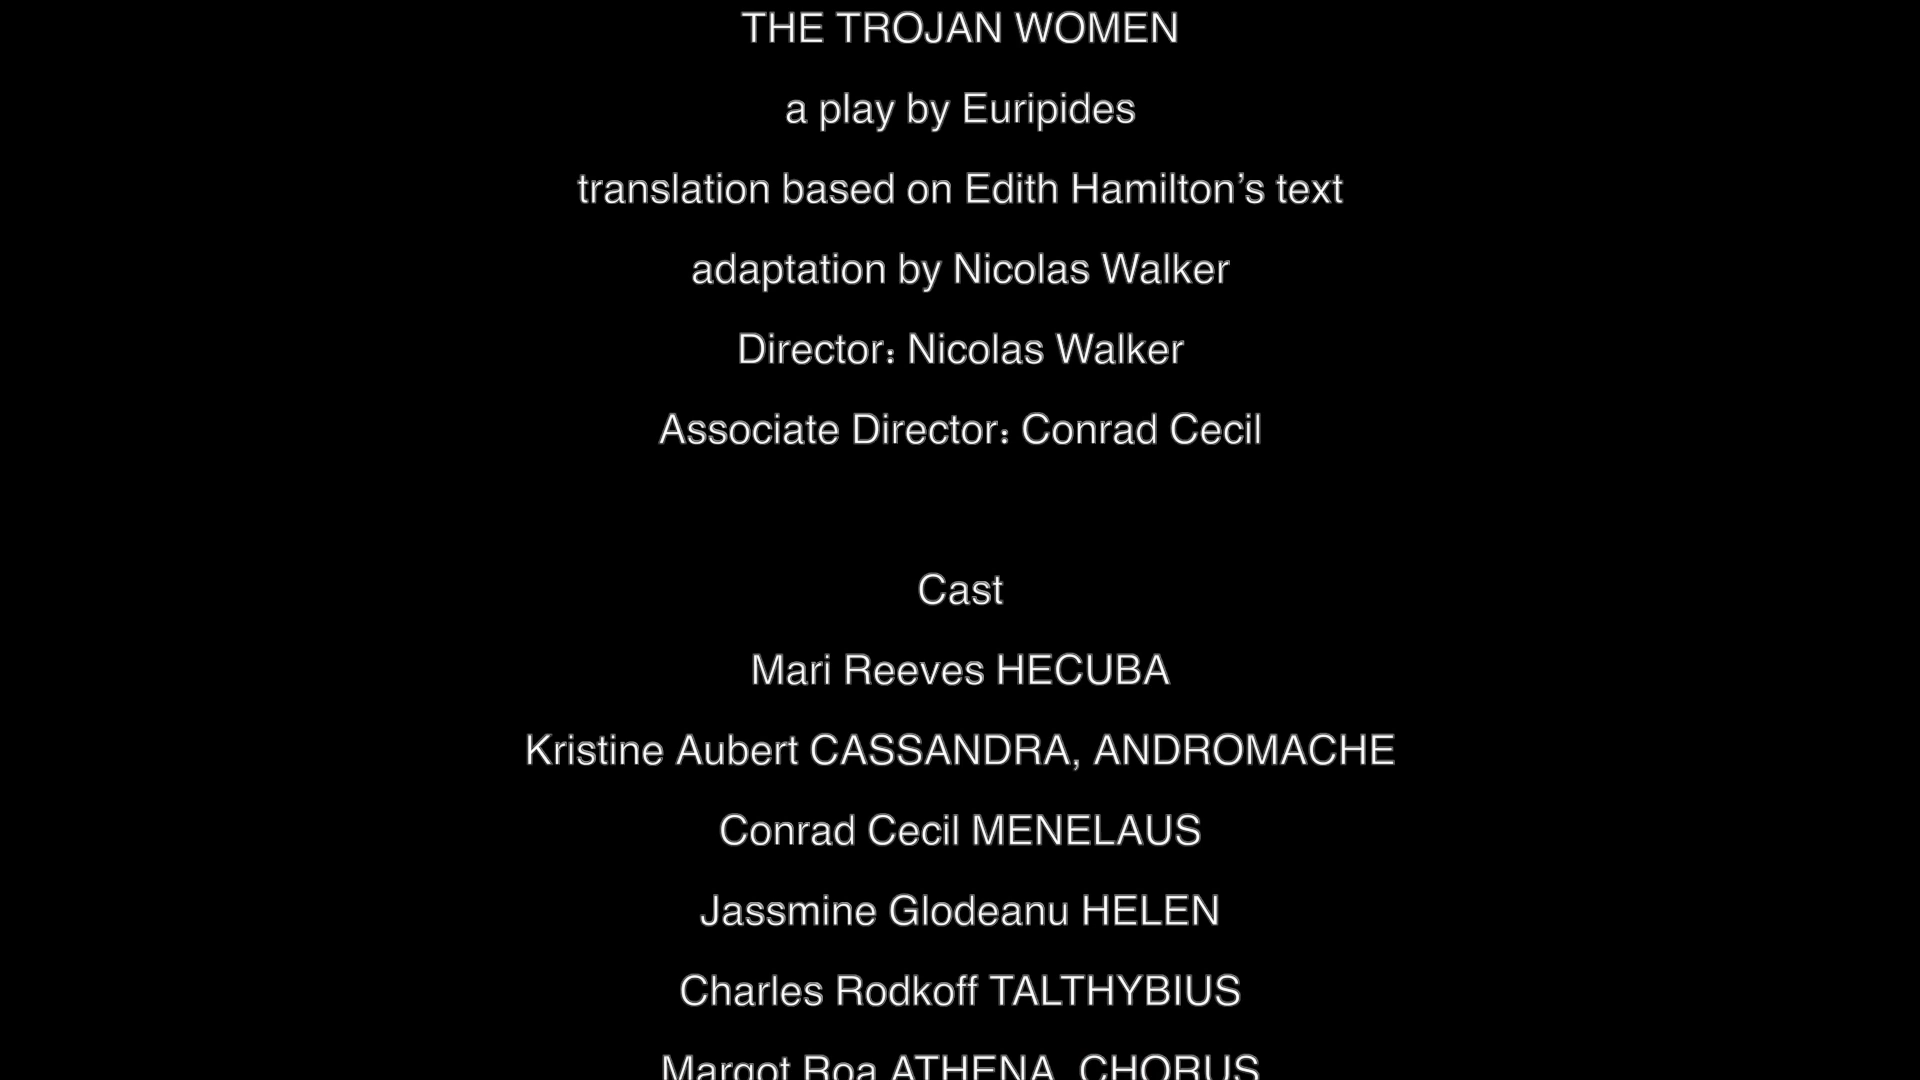 THE TROJAN WOMEN
a play by Euripides
translation based on Edith Hamilton’s text
adaptation by Nicolas Walker
Director: Nicolas Walker
Associate Director: Conrad Cecil
Cast
Mari Reeves HECUBA
Kristine Aubert CASSANDRA, ANDROMACHE
Conrad Cecil MENELAUS
Jassmine Glodeanu HELEN
Charles Rodkoff TALTHYBIUS
Margot Roa ATHENA, CHORUS